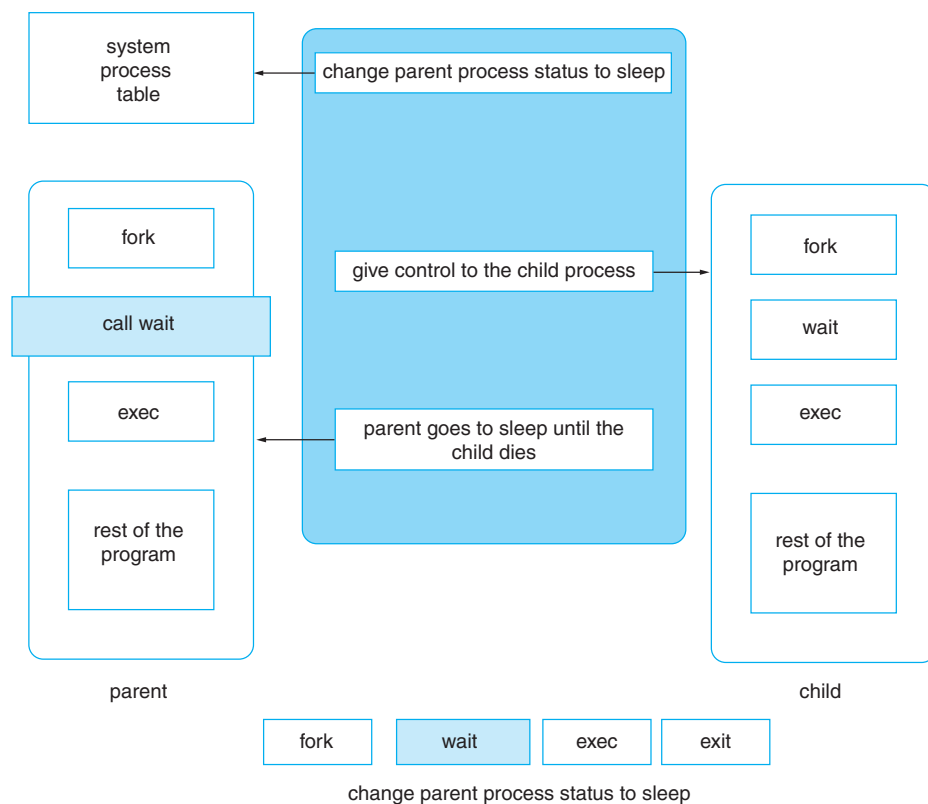 system
process
table
change parent process status to sleep
fork
call wait
exec
rest of the
program
parent
give control to the child process
parent goes to sleep until the
child dies
fork
wait
exec
rest of the
program
child
fork
wait
exec
exit
change parent process status to sleep